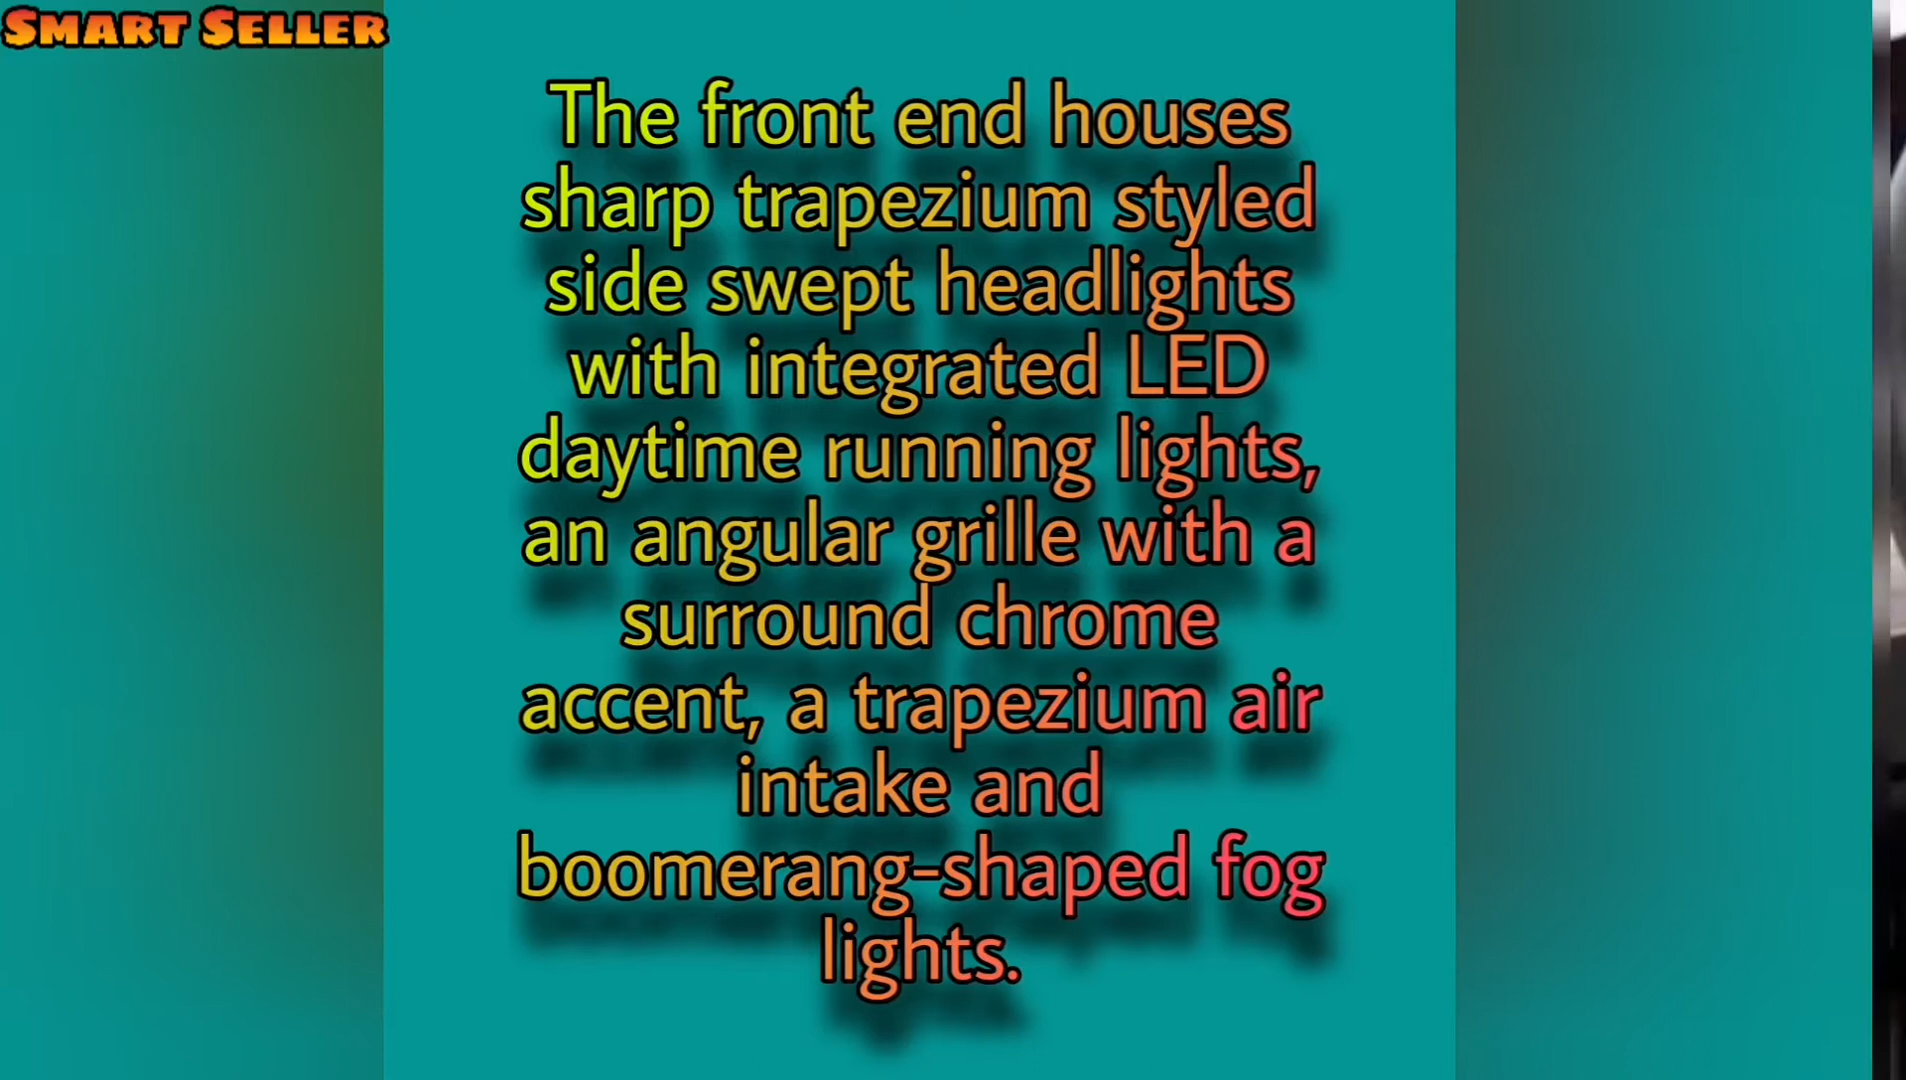 SMART SELLER
The front end houses
sharp trapezium styled
side swept headlights
with integrated LED
daytime running lights,
an angular grille with a
surround chrome
accent, a trapezium air
intake and
boomerang-shaped fog
lights.